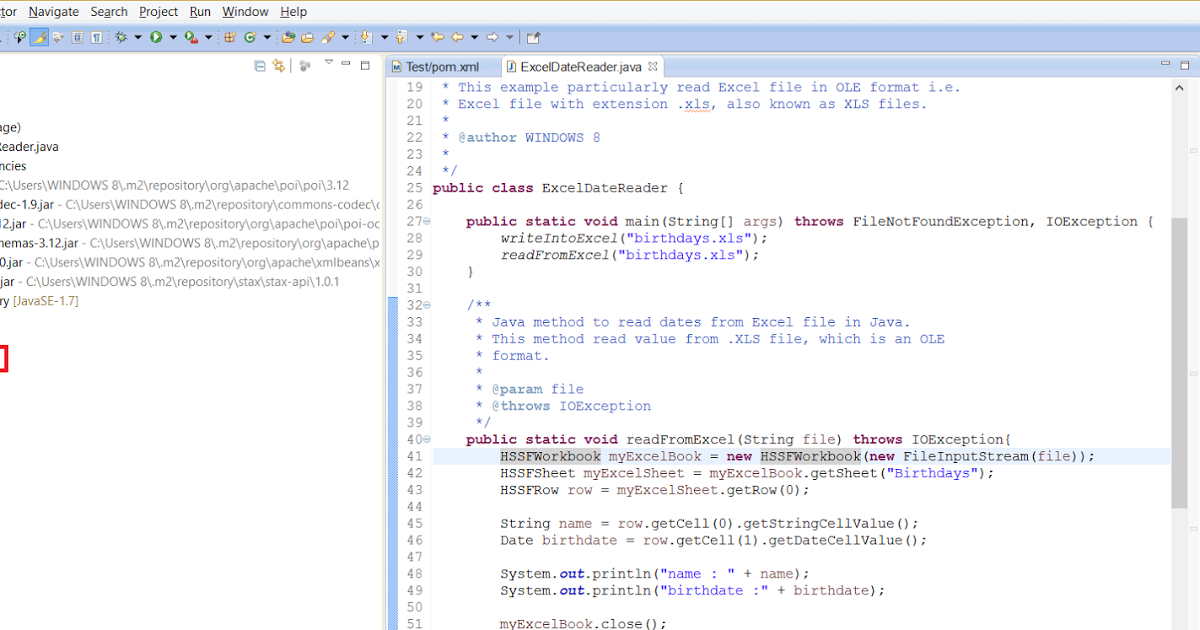 tor Navigate Search Project Run Window Help
age)
Reader.java
ncies
C:\Users\WINDOWS 8\.m2\repository\org\apache\poi\poi\3.12
dec-1.9.jar - C:\Users\WINDOWS 8\.m2\repository\commons-codec\c
12.jar - C:\Users\WINDOWS 8\.m2\repository\org\apache\poi\poi-oo
hemas-3.12.jar - C:\Users\WINDOWS 8\.m2\repository\org\apache\p
0.jar - C:\Users\WINDOWS 8\.m2\repository\org\apache\xmlbeans\x
jar - C:\Users\WINDOWS 8\.m2\repository\stax\stax-api\1.0.1
ry [JavaSE-1.7]
Test/pom.xml ExcelDateReader.java
19 * This example particularly read Excel file in OLE format i.e.
20 * Excel file with extension .xls, also known as XLS files.
21 *
22 * @author WINDOWS 8
23 *
24 */
25 public class ExcelDateReader {
26
27 public static void main(String[] args) throws FileNotFoundException, IOException {
28 writeIntoExcel("birthdays.xls");
29 readFromExcel("birthdays.xls");
30 }
31
32 /**
33 * Java method to read dates from Excel file in Java.
34 * This method read value from .XLS file, which is an OLE
35 * format.
36 *
37 * @param file
38 * @throws IOException
39 */
40 public static void readFromExcel(String file) throws IOException{
41 HSSFWorkbook myExcelBook = new HSSFWorkbook(new FileInputStream(file));
42 HSSFSheet myExcelSheet = myExcelBook.getSheet("Birthdays");
43 HSSFRow row = myExcelSheet.getRow(0);
44
45 String name = row.getCell(0).getStringCellValue();
46 Date birthdate = row.getCell(1).getDateCellValue();
47
48 System.out.println("name : " + name);
49 System.out.println("birthdate :" + birthdate);
50
51 myExcelBook.close();